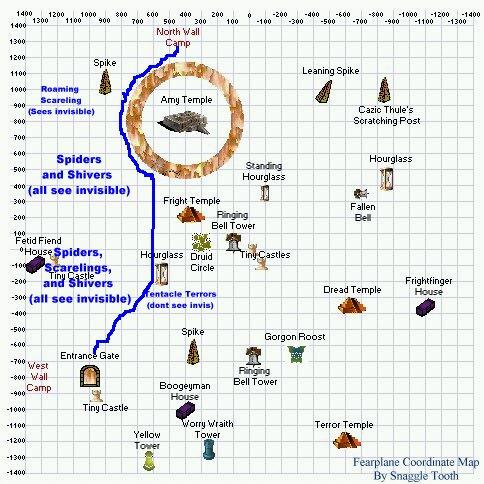 1400 1300 1200 1100 1000 900 800 700 600 500 400 300 200 100 0 -100 -200 -300 -400 -500 -600 -700 -800 -900 -1000 -1100 -1200 -1300 -1400
1400
1300
1200
1100
1000
900
800
700
600
500
400
300
200
100
0
-100
-200
-300
-400
-500
-600
-700
-800
-900
-1000
-1100
-1200
-1300
-1400
North Wall
Camp
Spike
Leaning Spike
Roaming
Scareling
(Sees invisible)
Amy Temple
Cazic Thule's
Scratching Post
Spiders
and Shivers
(all see invisible)
Standing
Hourglass
Hourglass
Fright Temple
Fallen
Bell
Ringing
Bell Tower
Fetid Fiend
House
Spiders,
Scarelings,
and Shivers
(all see invisible)
Tiny Castle
Hourglass
Druid
Circle
Tiny Castles
Tentacle Terrors
(dont see invis)
Dread Temple
Frightfinger
House
Spike
Gorgon Roost
Entrance Gate
Ringing
Bell Tower
West
Wall
Camp
Boogeyman
House
Tiny Castle
Yellow
Tower
Worry Wraith
Tower
Terror Temple
Fearplane Coordinate Map
By Snaggle Tooth